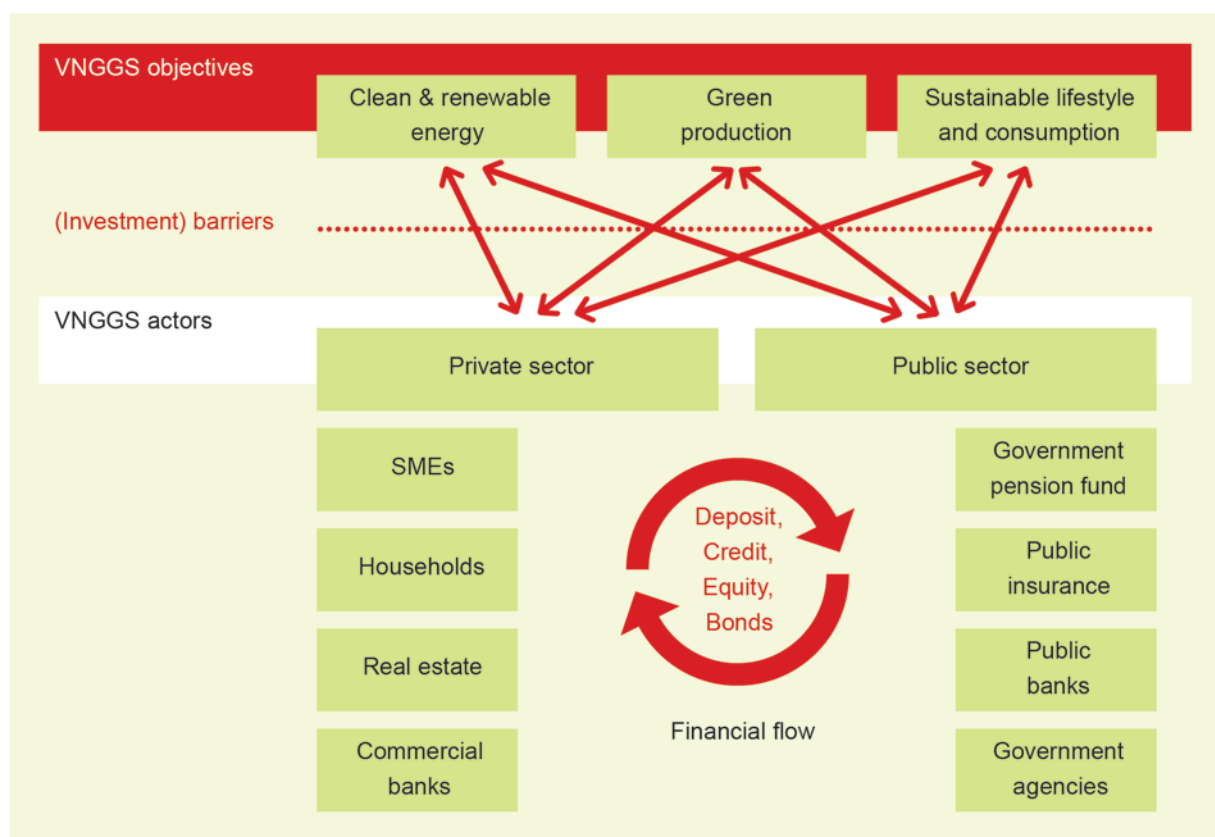 VNGGS objectives
Clean & renewable
energy
Green
production
Sustainable lifestyle
and consumption
(Investment) barriers
VNGGS actors
Private sector
Public sector
SMEs
Households
Real estate
Commercial
banks
Deposit,
Credit,
Equity,
Bonds
Financial flow
Government
pension fund
Public
insurance
Public
banks
Government
agencies